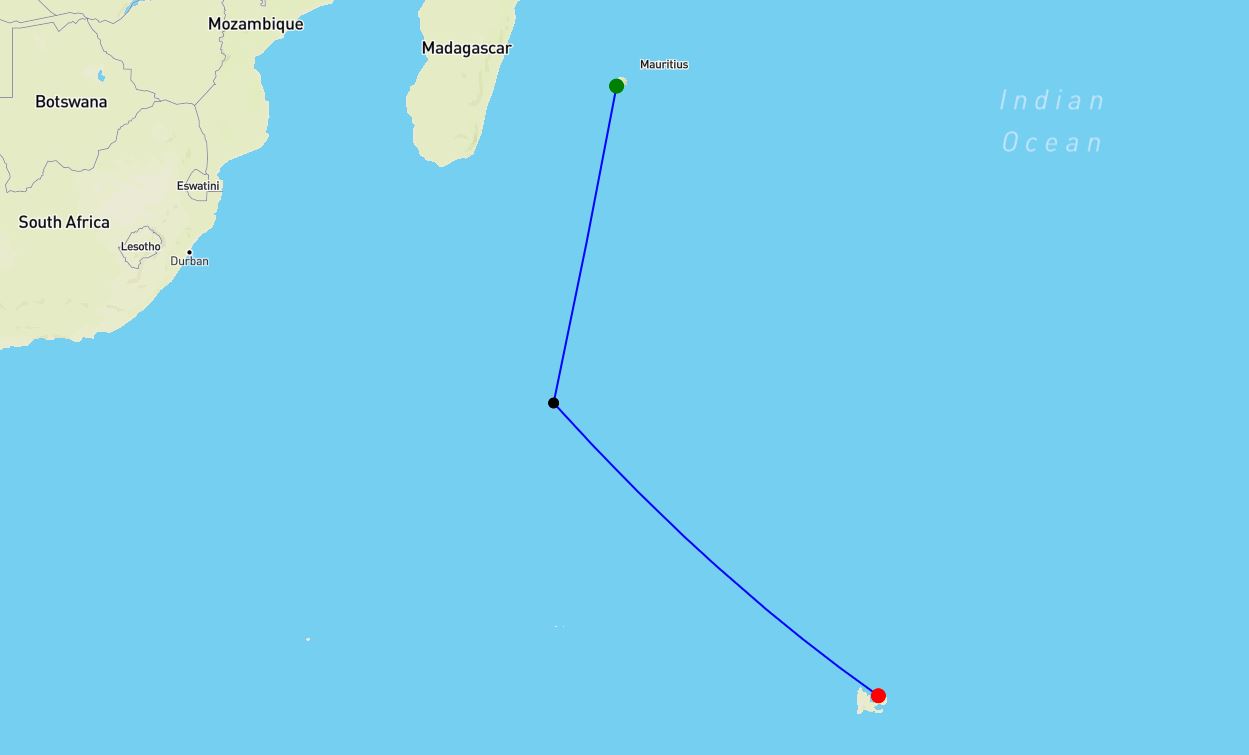 Mozambique
Madagascar
Mauritius
Botswana
Indian
Ocean
Eswatini
South Africa
Lesotho
Durban